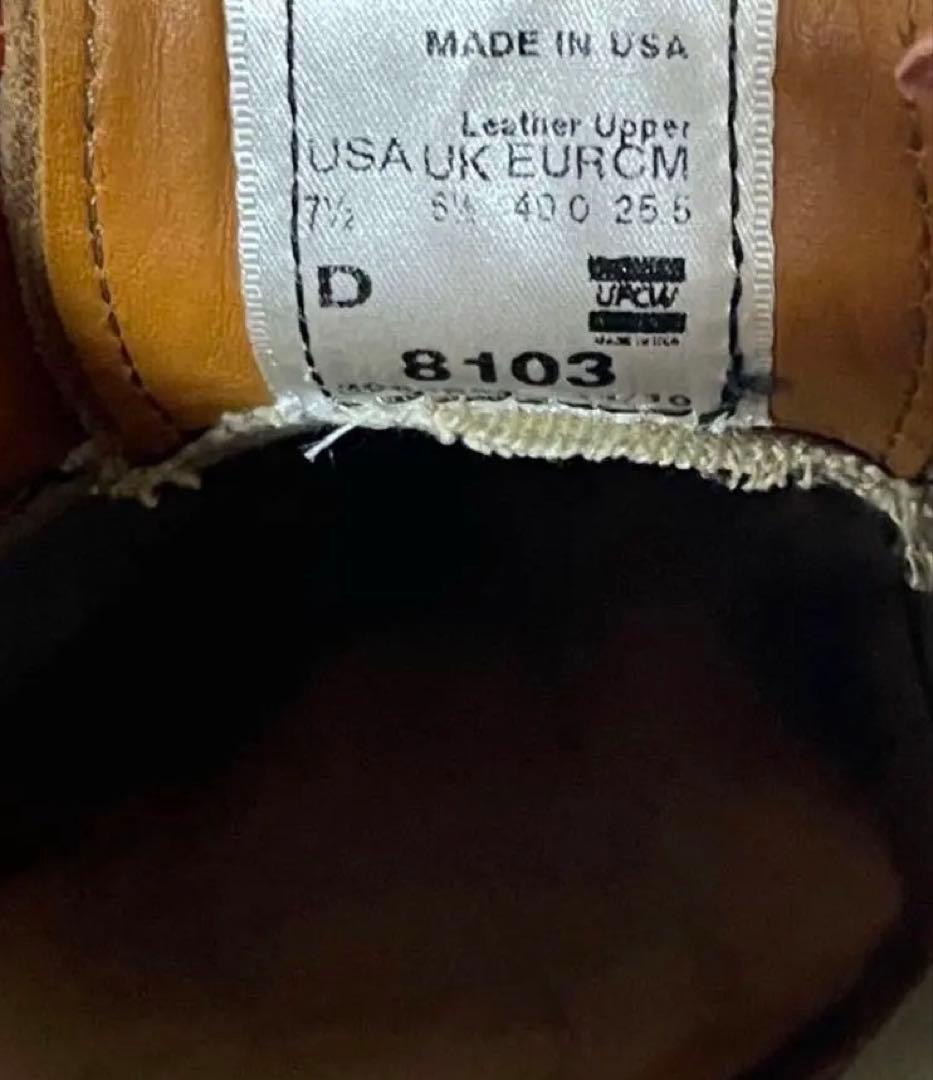 MADE IN USA
Leather Upper
USA UK EUR CM
7½ 6½ 40.0 25.5
D
UFCW
MADE IN USA
8103